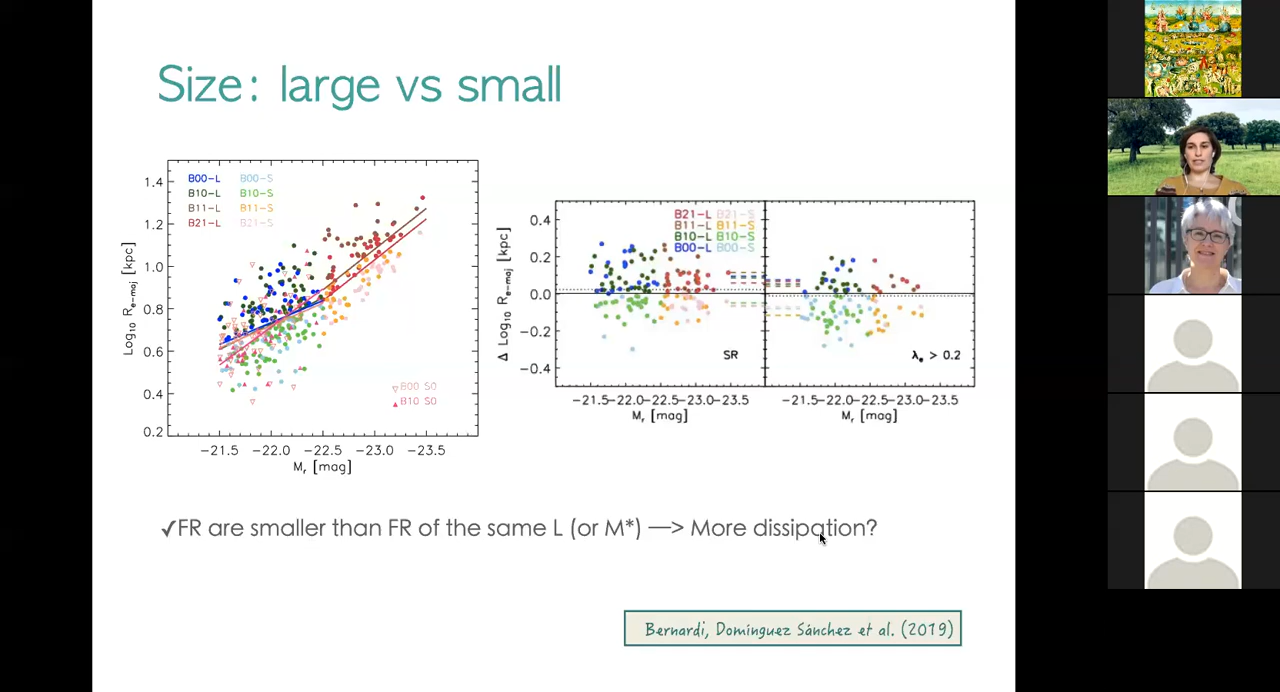 Size: large vs small
B00-L B00-S
B10-L B10-S
B11-L B11-S
B21-L B21-S
1.4
1.2
1.0
0.8
0.6
0.4
0.2
Log10 Re-maj [kpc]
B00 S0
B10 S0
−21.5 −22.0 −22.5 −23.0 −23.5
Mr [mag]
B21-L B21-S
B11-L B11-S
B10-L B10-S
B00-L B00-S
0.4
0.2
0.0
−0.2
−0.4
Δ Log10 Re-maj [kpc]
SR
λe > 0.2
−21.5−22.0−22.5−23.0−23.5
−21.5−22.0−22.5−23.0−23.5
Mr [mag]
Mr [mag]
✓FR are smaller than FR of the same L (or M*) —> More dissipation?
Bernardi, Domínguez Sánchez et al. (2019)